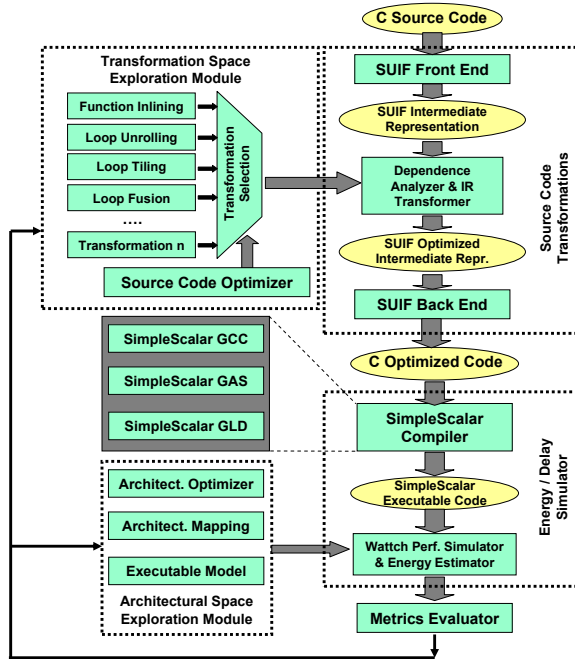 C Source Code
Transformation Space
Exploration Module
Function Inlining
Loop Unrolling
Loop Tiling
Loop Fusion
....
Transformation n
Transformation
Selection
Source Code Optimizer
SUIF Front End
SUIF Intermediate
Representation
Dependence
Analyzer & IR
Transformer
SUIF Optimized
Intermediate Repr.
SUIF Back End
Source Code
Transformations
C Optimized Code
SimpleScalar GCC
SimpleScalar GAS
SimpleScalar GLD
SimpleScalar
Compiler
SimpleScalar
Executable Code
Wattch Perf. Simulator
& Energy Estimator
Energy / Delay
Simulator
Architect. Optimizer
Architect. Mapping
Executable Model
Architectural Space
Exploration Module
Metrics Evaluator